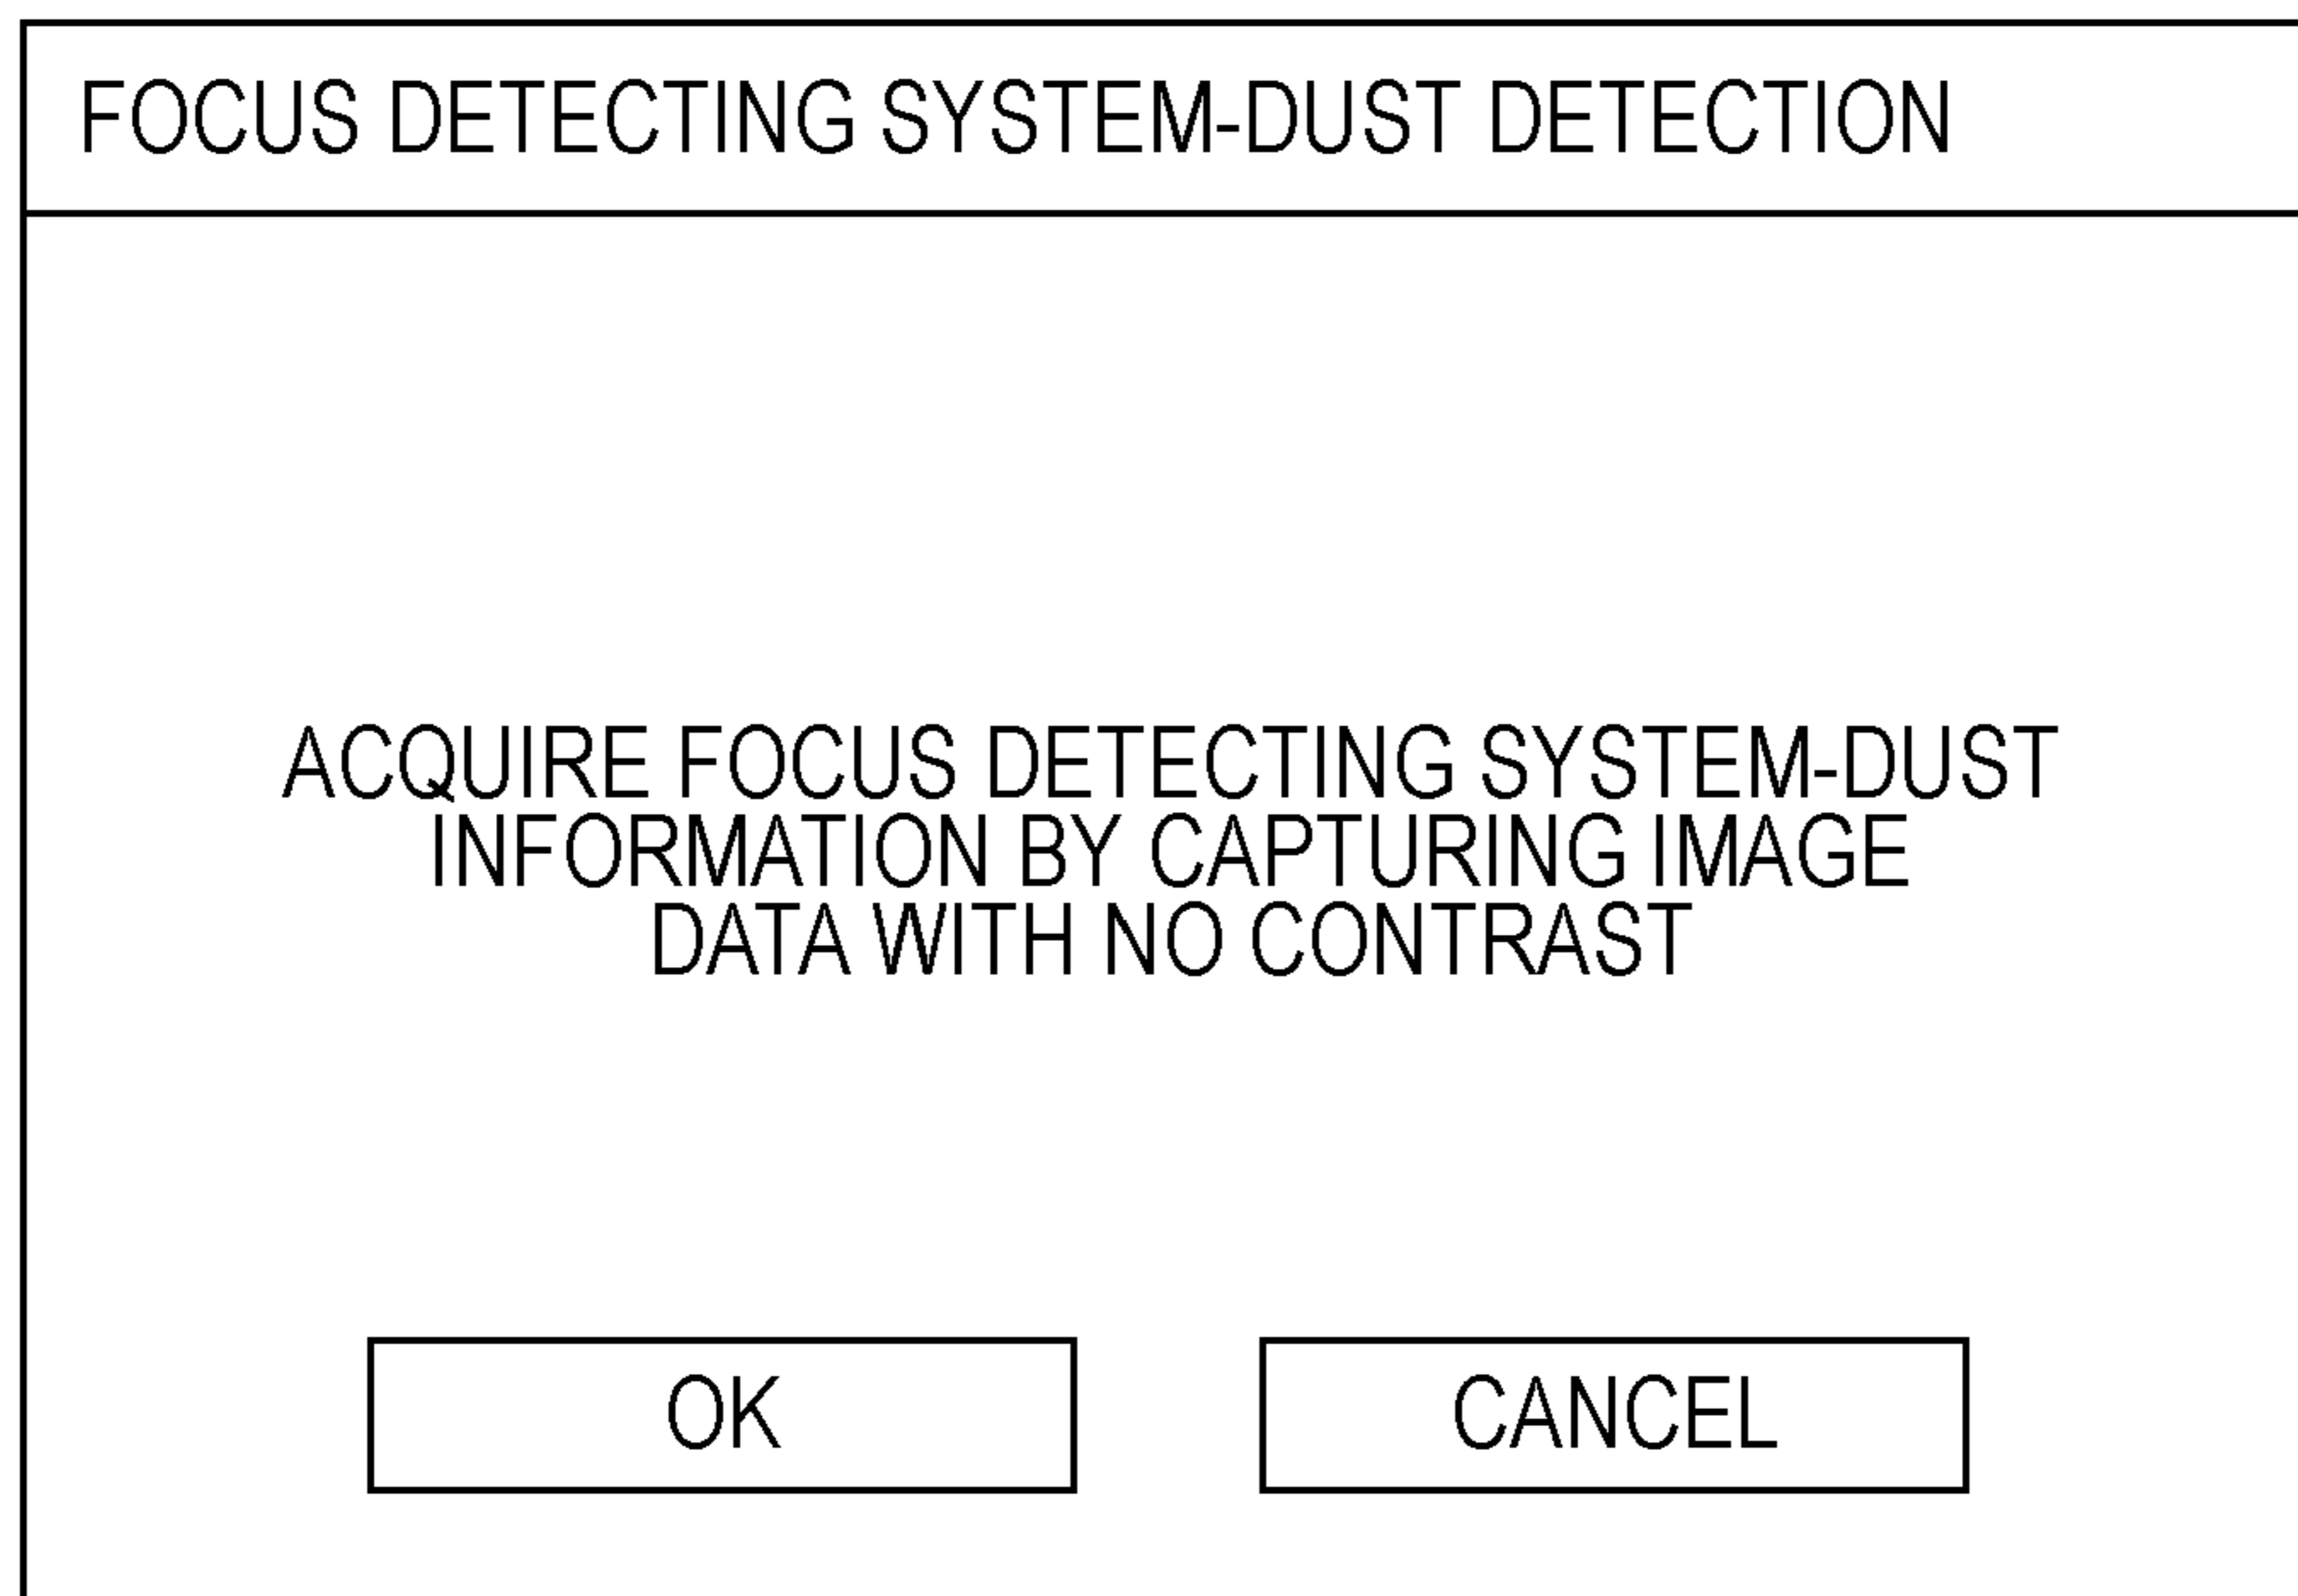 FOCUS DETECTING SYSTEM-DUST DETECTION
ACQUIRE FOCUS DETECTING SYSTEM-DUST
INFORMATION BY CAPTURING IMAGE
DATA WITH NO CONTRAST
OK
CANCEL